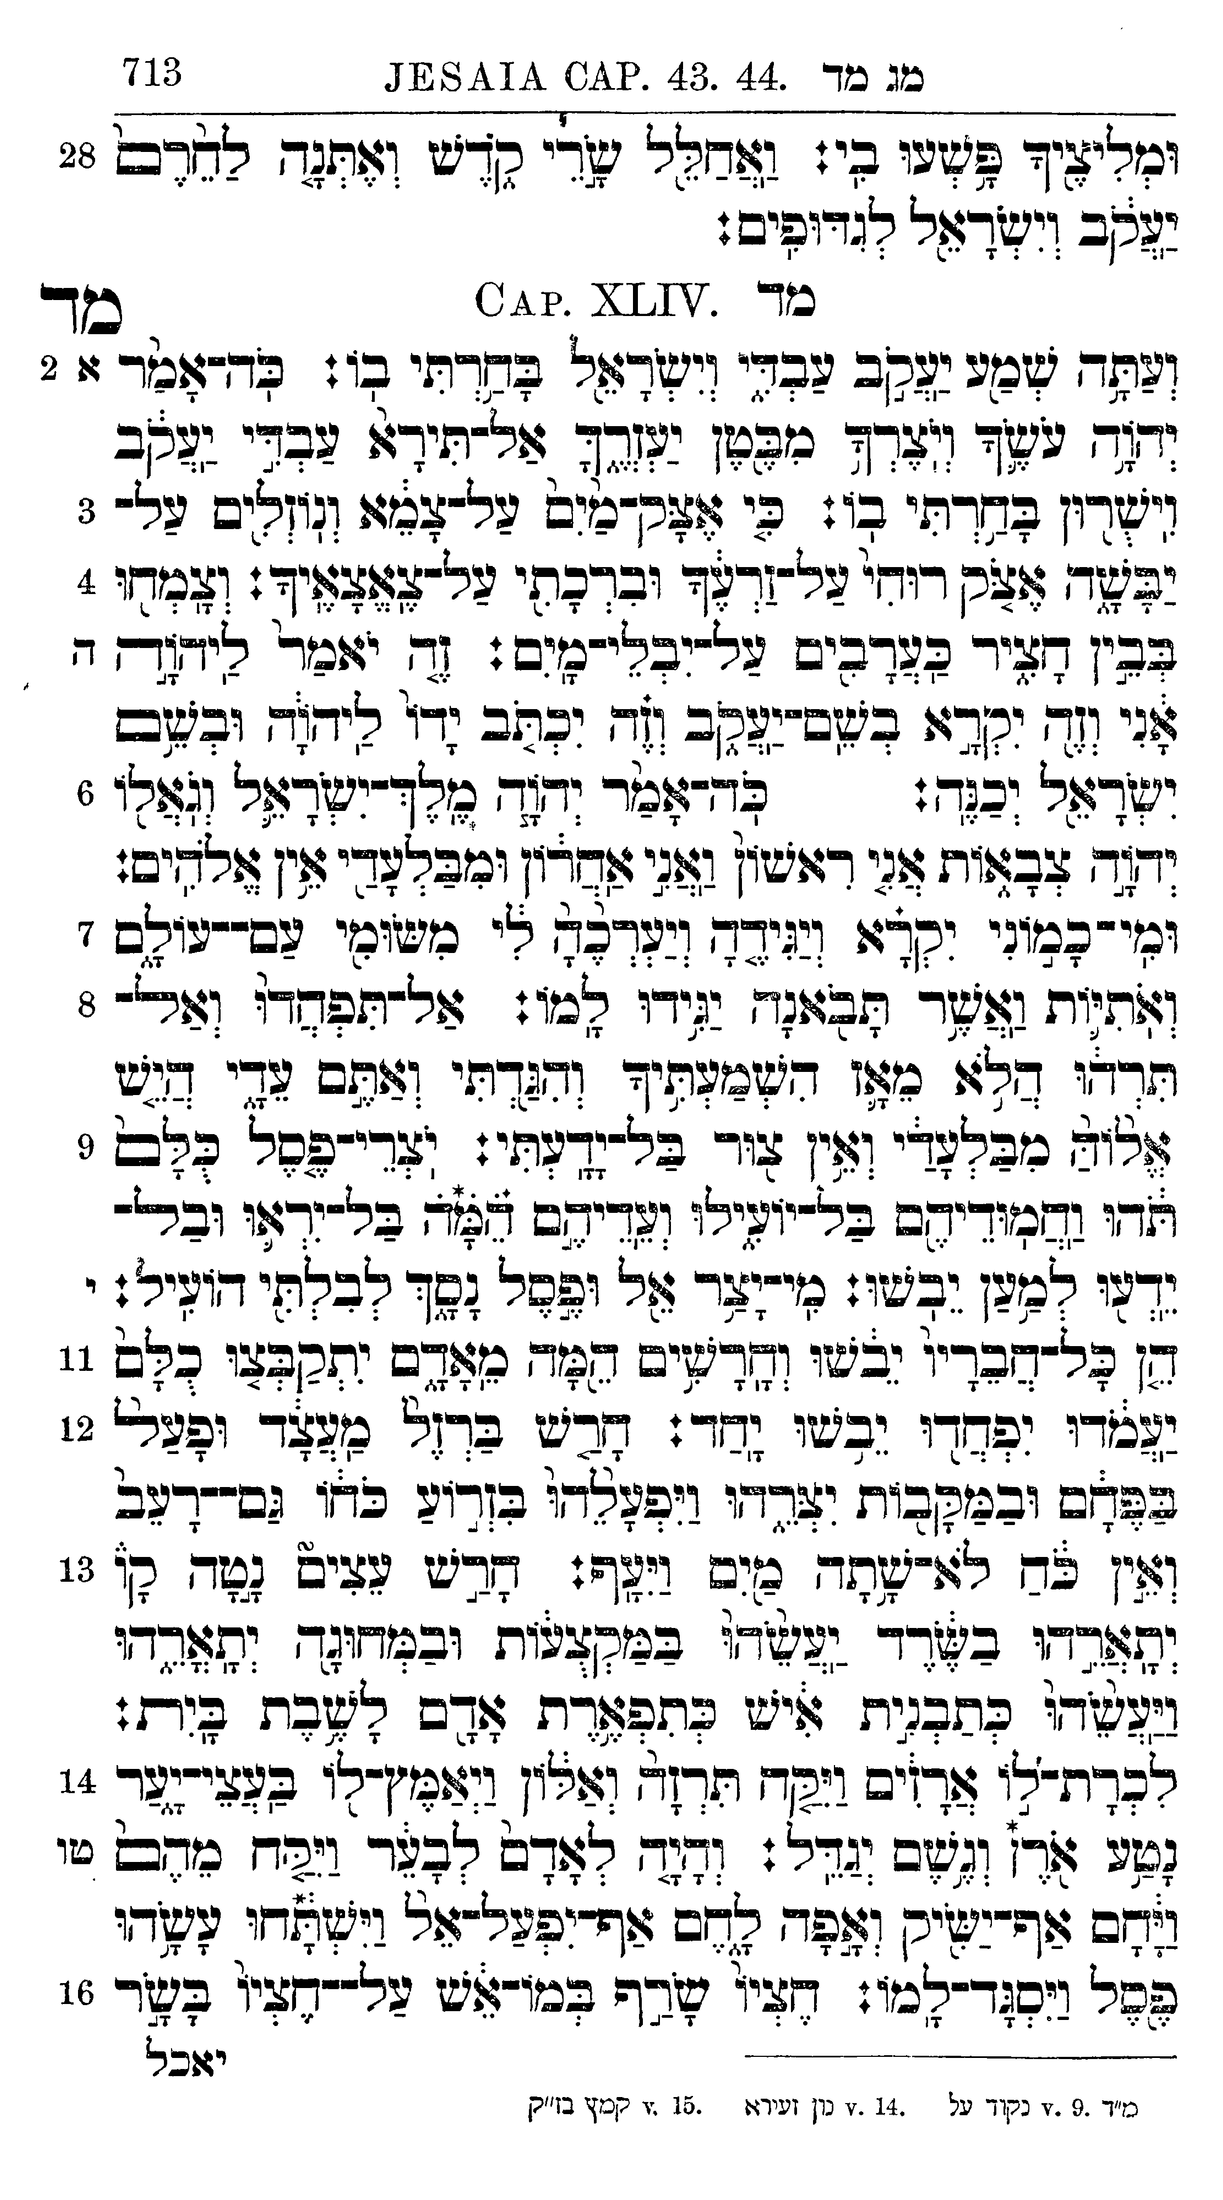 713 JESAIA CAP. 43. 44. מג מד
28 וּמְלִיצֶ֖יךָ פָּ֥שְׁעוּ בִֽי׃ וַאֲחַלֵּ֖ל שָׂ֣רֵי קֹ֑דֶשׁ וְאֶתְּנָ֤ה לַחֵ֙רֶם֙
יַעֲקֹ֔ב וְיִשְׂרָאֵ֖ל לְגִדּוּפִֽים׃
מד CAP. XLIV. מד
א 2 וְעַתָּ֥ה שְׁמַ֖ע יַעֲקֹ֣ב עַבְדִּ֑י וְיִשְׂרָאֵ֖ל בָּחַ֥רְתִּי בֽוֹ׃ כֹּה־אָמַ֨ר
יְהוָ֥ה עֹשֶׂ֛ךָ וְיֹצֶרְךָ֥ מִבֶּ֖טֶן יַעְזְרֶ֑ךָּ אַל־תִּירָא֙ עַבְדִּ֣י יַֽעֲקֹ֔ב
3 וִֽישֻׁר֖וּן בָּחַ֥רְתִּי בֽוֹ׃ כִּ֤י אֶצָּק־מַ֙יִם֙ עַל־צָמֵ֔א וְנֹֽוזְלִ֖ים עַל־
4 יַבָּשָׁ֑ה אֶצֹּ֤ק רוּחִי֙ עַל־זַרְעֶ֔ךָ וּבִרְכָתִ֖י עַל־צֶאֱצָאֶֽיךָ׃ וְצָמְח֖וּ
ה בְּבֵ֣ין חָצִ֑יר כַּעֲרָבִ֖ים עַל־יִבְלֵי־מָֽיִם׃ זֶ֤ה יֹאמַר֙ לַֽיהוָ֣ה
אָ֔נִי וְזֶ֖ה יִקְרָ֣א בְשֵֽׁם־יַעֲקֹ֑ב וְזֶ֗ה יִכְתֹּ֤ב יָדוֹ֙ לַֽיהוָ֔ה וּבְשֵׁ֥ם
6 יִשְׂרָאֵ֖ל יְכַנֶּֽה׃ כֹּֽה־אָמַ֨ר יְהוָ֧ה מֶֽלֶךְ־יִשְׂרָאֵ֛ל וְגֹאֲל֖וֹ
יְהוָ֣ה צְבָא֑וֹת אֲנִ֤י רִאשׁוֹן֙ וַאֲנִ֣י אַחֲר֔וֹן וּמִבַּלְעָדַ֖י אֵ֥ין אֱלֹהִֽים׃
7 וּמִֽי־כָמ֣וֹנִי יִקְרָ֗א וְיַגִּידֶ֤הָ וְיַעְרְכֶ֙הָ֙ לִ֔י מִשּׂוּמִ֖י עַם־עוֹלָ֑ם
8 וְאֹתִיּ֛וֹת וַאֲשֶׁ֥ר תָּבֹ֖אנָה יַגִּ֥ידוּ לָֽמוֹ׃ אַֽל־תִּפְחֲדוּ֙ וְאַל־
תִּרְה֔וּ הֲלֹ֥א מֵאָ֛ז הִשְׁמַעְתִּ֥יךָ וְהִגַּ֖דְתִּי וְאַתֶּ֣ם עֵדָ֑י הֲיֵ֤שׁ
9 אֱל֙וֹהַּ֙ מִבַּלְעָדַ֔י וְאֵ֥ין צ֖וּר בַּל־יָדָֽעְתִּי׃ יֹֽצְרֵי־פֶ֤סֶל כֻּלָּם֙
תֹּ֔הוּ וַחֲמוּדֵיהֶ֖ם בַּל־יוֹעִ֑ילוּ וְעֵדֵיהֶ֣ם הֵ֗מָּה בַּל־יִרְא֛וּ וּבַל־
י יֵדְע֖וּ לְמַ֥עַן יֵבֹֽשׁוּ׃ מִֽי־יָצַ֥ר אֵ֖ל וּפֶ֣סֶל נָסָ֑ךְ לְבִלְתִּ֖י הוֹעִֽיל׃
11 הֵ֤ן כָּל־חֲבֵרָיו֙ יֵבֹ֔שׁוּ וְחָרָשִׁ֥ים הֵ֖מָּה מֵֽאָדָ֑ם יִֽתְקַבְּצ֤וּ כֻלָּם֙
12 יַֽעֲמֹ֔דוּ יִפְחֲד֖וּ יֵבֹ֥שׁוּ יָֽחַד׃ חָרַ֤שׁ בַּרְזֶל֙ מַֽעֲצָ֔ד וּפָעַל֙
בַּפֶּחָ֔ם וּבַמַּקָּב֖וֹת יִצְּרֵ֑הוּ וַיִּפְעָלֵ֙הוּ֙ בִּזְר֣וֹעַ כֹּח֔וֹ גַּם־רָעֵב֙
13 וְאֵ֣ין כֹּ֔חַ לֹא־שָׁ֥תָה מַ֖יִם וַיִּיעָֽף׃ חָרַ֣שׁ עֵצִים֮ נָ֣טָה קָו֒
יְתָאֲרֵ֣הוּ בַשֶּׂ֔רֶד יַעֲשֵׂ֙הוּ֙ בַּמַּקְצֻע֔וֹת וּבַמְּחוּגָ֖ה יְתָאֳרֵ֑הוּ
וַֽיַּעֲשֵׂ֙הוּ֙ כְּתַבְנִ֣ית אִ֔ישׁ כְּתִפְאֶ֥רֶת אָדָ֖ם לָשֶׁ֥בֶת בָּֽיִת׃
14 לִכְרָת־ל֣וֹ אֲרָזִ֔ים וַיִּקַּ֤ח תִּרְזָה֙ וְאַלּ֔וֹן וַיְאַמֶּץ־ל֖וֹ בַּעֲצֵי־יָ֑עַר
טו נָטַ֥ע אֹ֖רֶן וְגֶ֥שֶׁם יְגַדֵּֽל׃ וְהָיָ֤ה לְאָדָם֙ לְבָעֵ֔ר וַיִּקַּ֤ח מֵהֶם֙
וַיָּ֔חָם אַף־יַשִּׂ֖יק וְאָ֣פָה לָ֑חֶם אַף־יִפְעַל־אֵל֙ וַיִּשְׁתָּ֔חוּ עָשָׂ֥הוּ
16 פֶ֖סֶל וַיִּסְגָּד־לָֽמוֹ׃ חֶצְיוֹ֙ שָׂרַ֣ף בְּמוֹ־אֵ֔שׁ עַל־חֶצְיוֹ֙ בָּשָׂ֣ר
יאכל
מ״ד v. 9. נקוד על v. 14. נון זעירא v. 15. קמץ בז״ק